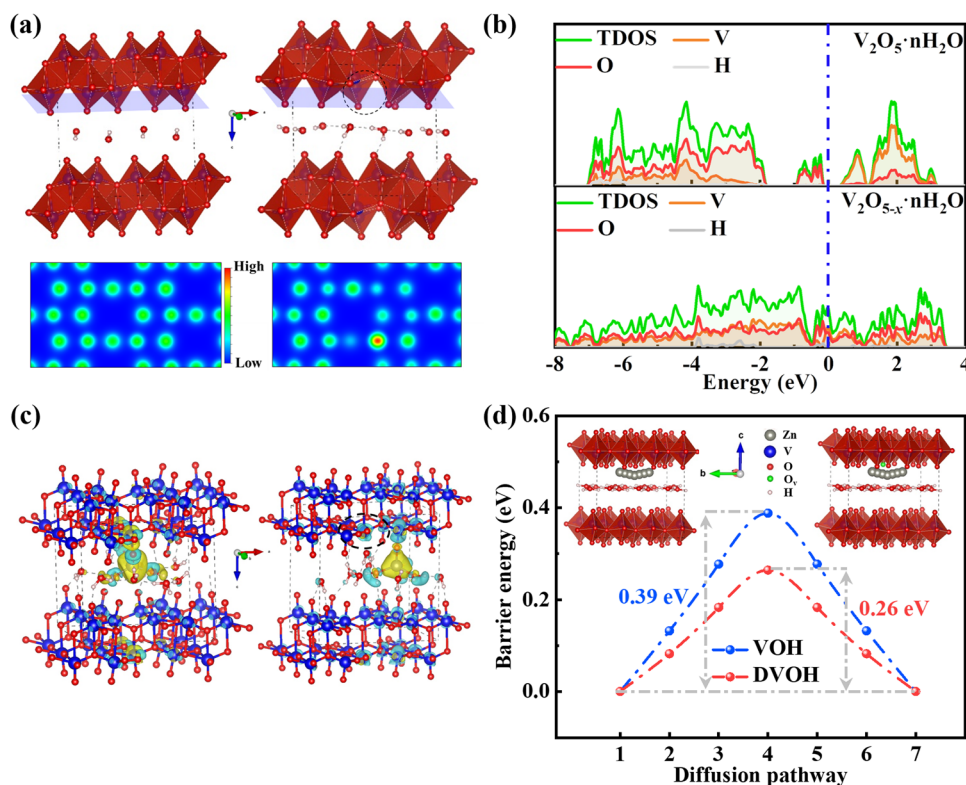 (a)
High
Low
(b)
TDOS V
O H
V₂O₅·nH₂O
TDOS V
O H
V₂O₅₋ₓ·nH₂O
-8 -6 -4 -2 0 2 4
Energy (eV)
(c)
(d)
0.6
0.4
0.2
0.0
Barrier energy (eV)
Zn
V
O
Oᵥ
H
c
b
0.39 eV
0.26 eV
VOH
DVOH
1 2 3 4 5 6 7
Diffusion pathway